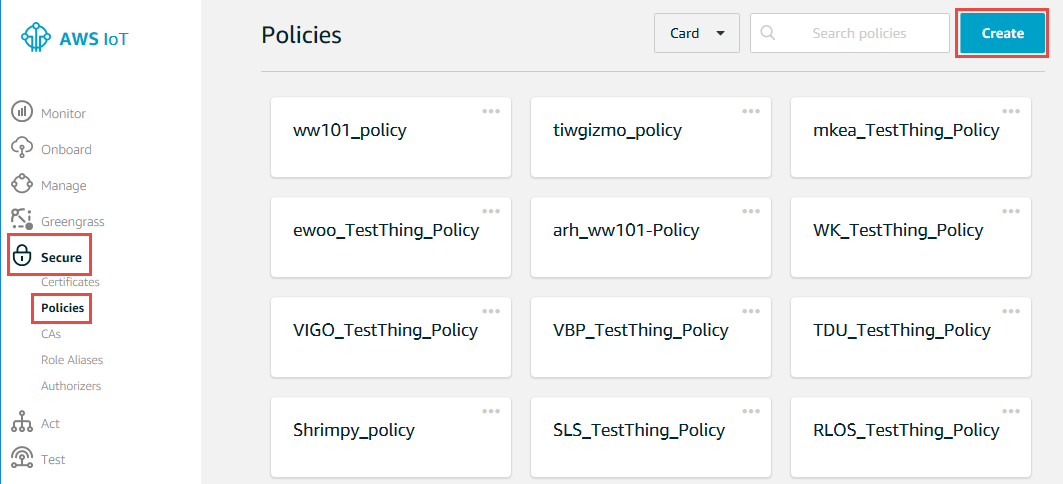 AWS IoT
Monitor
Onboard
Manage
Greengrass
Secure
Certificates
Policies
CAs
Role Aliases
Authorizers
Act
Test
Policies
Card
Search policies
Create
ww101_policy
tiwgizmo_policy
mkea_TestThing_Policy
ewoo_TestThing_Policy
arh_ww101-Policy
WK_TestThing_Policy
VIGO_TestThing_Policy
VBP_TestThing_Policy
TDU_TestThing_Policy
Shrimpy_policy
SLS_TestThing_Policy
RLOS_TestThing_Policy